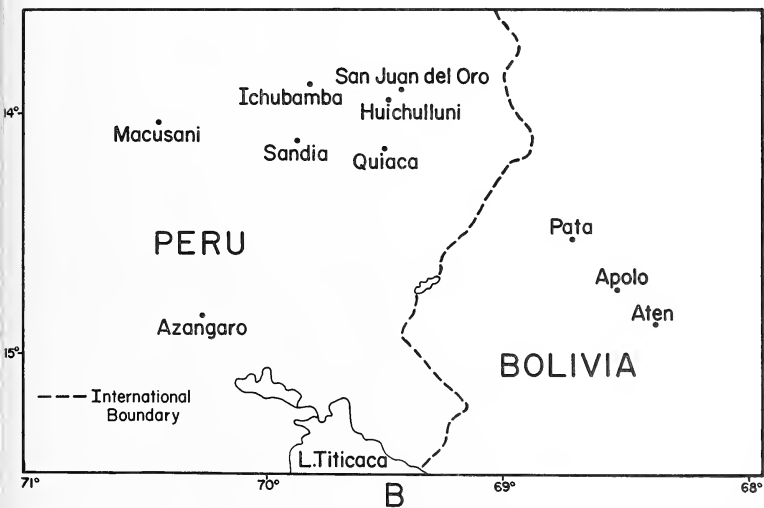 San Juan del Oro
Ichubamba
Huichulluni
14°
Macusani
Sandia
Quiaca
Pata
PERU
Apolo
Aten
Azangaro
15°
BOLIVIA
International
Boundary
L.Titicaca
71°
70°
B
69°
68°